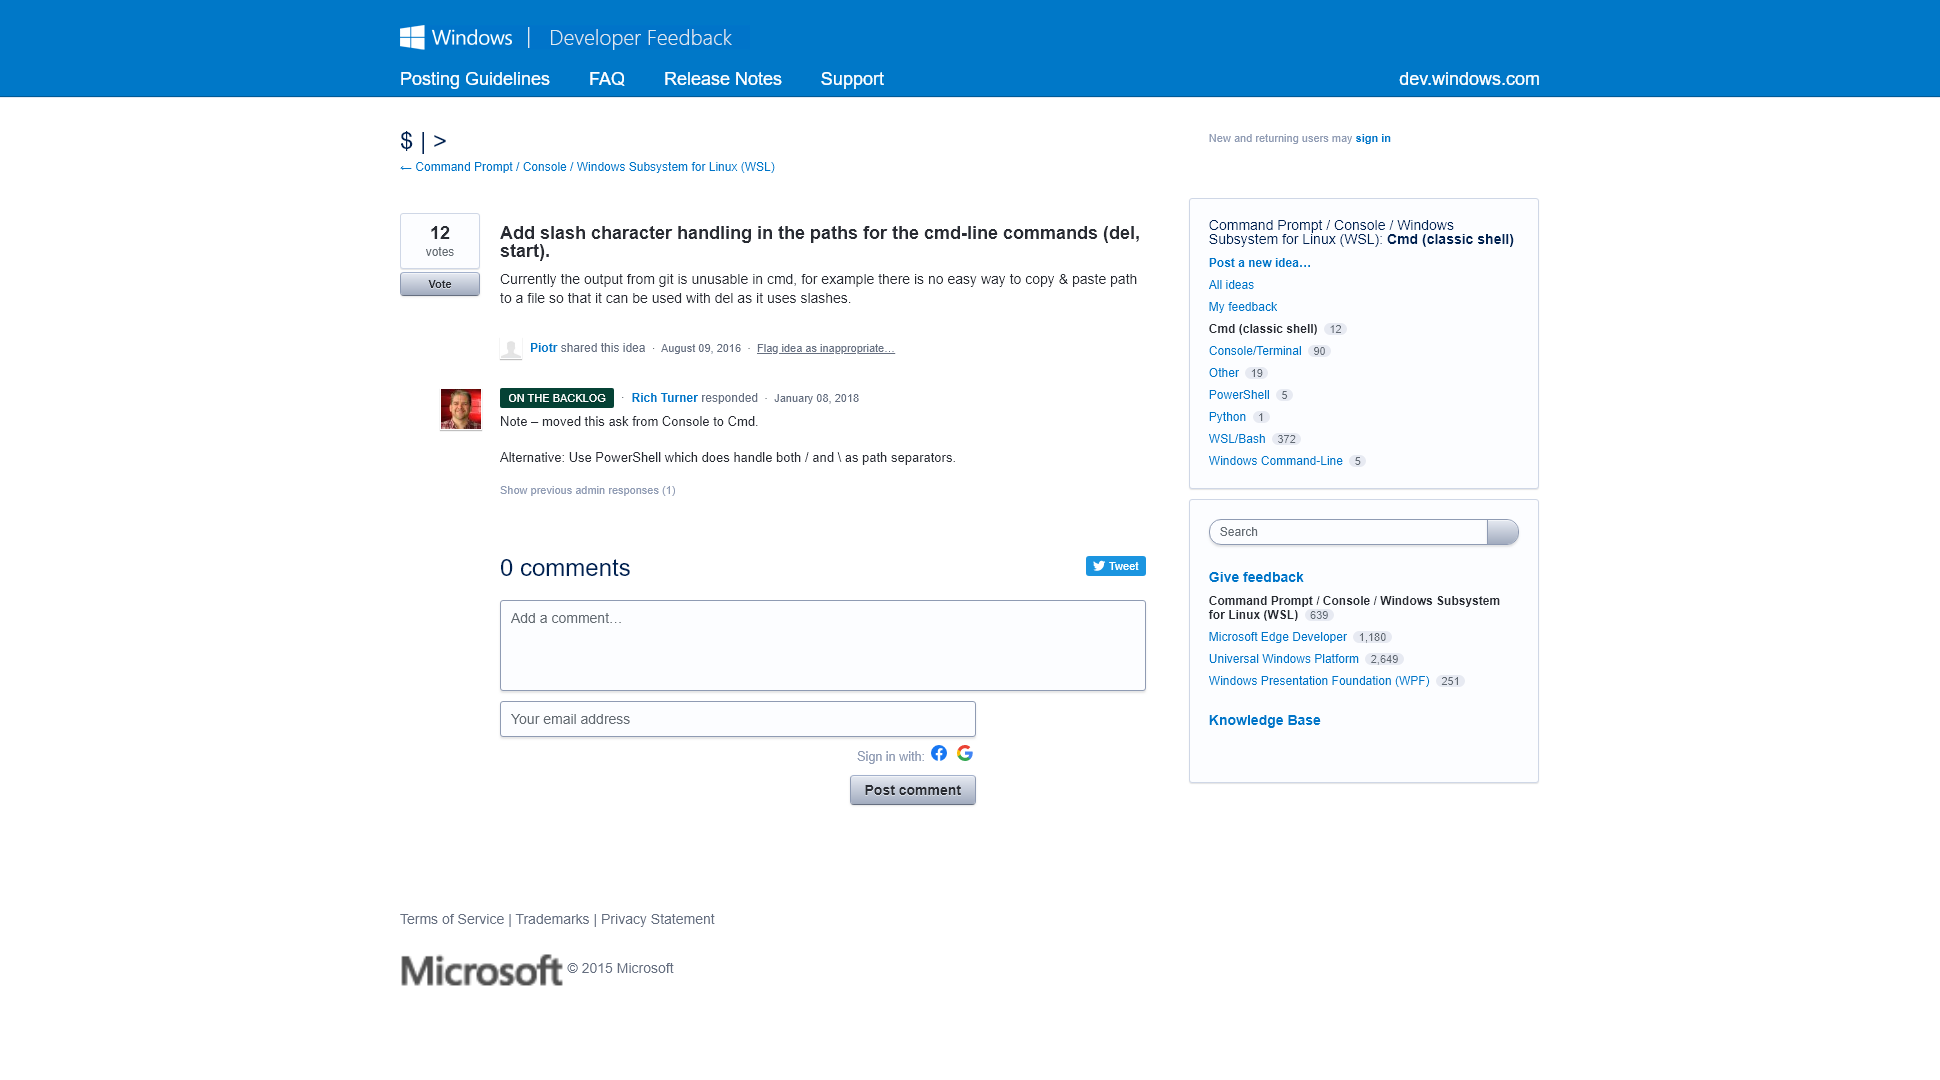 Windows | Developer Feedback
Posting Guidelines FAQ Release Notes Support dev.windows.com
$ | >
← Command Prompt / Console / Windows Subsystem for Linux (WSL)
New and returning users may sign in
12
votes
Vote
Add slash character handling in the paths for the cmd-line commands (del,
start).
Currently the output from git is unusable in cmd, for example there is no easy way to copy & paste path
to a file so that it can be used with del as it uses slashes.
Piotr shared this idea · August 09, 2016 · Flag idea as inappropriate…
ON THE BACKLOG · Rich Turner responded · January 08, 2018
Note – moved this ask from Console to Cmd.
Alternative: Use PowerShell which does handle both / and \ as path separators.
Show previous admin responses (1)
0 comments
Tweet
Add a comment…
Your email address
Sign in with:
Post comment
Command Prompt / Console / Windows
Subsystem for Linux (WSL): Cmd (classic shell)
Post a new idea…
All ideas
My feedback
Cmd (classic shell) 12
Console/Terminal 90
Other 19
PowerShell 5
Python 1
WSL/Bash 372
Windows Command-Line 5
Search
Give feedback
Command Prompt / Console / Windows Subsystem
for Linux (WSL) 639
Microsoft Edge Developer 1,180
Universal Windows Platform 2,649
Windows Presentation Foundation (WPF) 251
Knowledge Base
Terms of Service | Trademarks | Privacy Statement
Microsoft © 2015 Microsoft